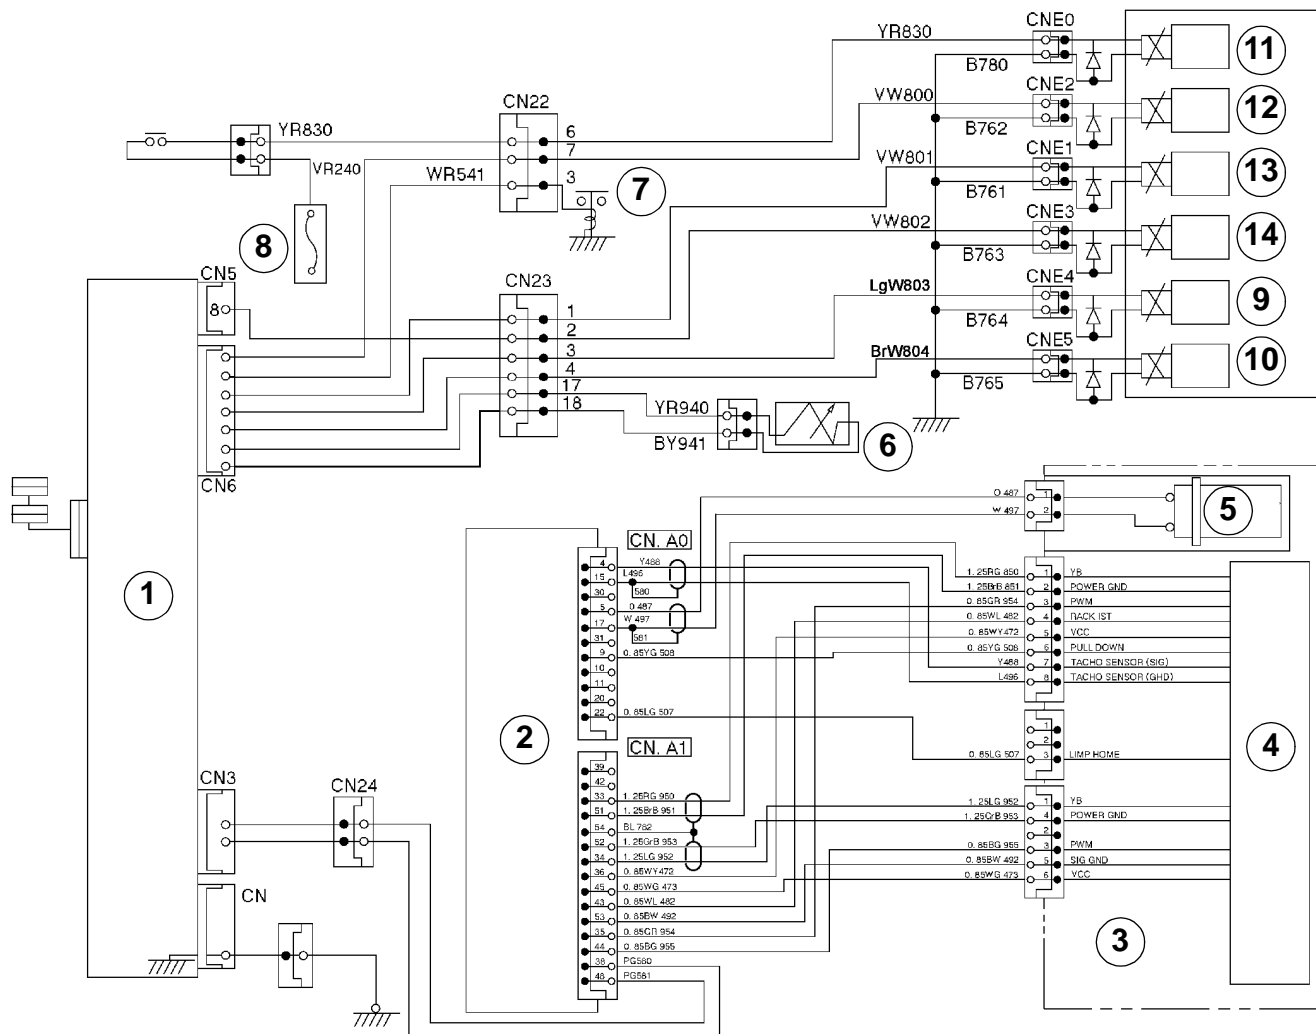 YR830
CNE0
11
B780
CN22
VW800
CNE2
12
YR830
6
B762
7
VW801
CNE1
13
VR240
WR541
3
7
B761
VW802
CNE3
14
8
B763
CN5
CN23
LgW803
CNE4
9
8
1
B764
2
3
BrW804
CNE5
10
4
17
B765
18
YR940
BY941
6
CN6
O 487
1
W 497
2
5
CN. A0
1
4
Y488
15
L496
30
580
5
O 487
17
W 497
31
581
9
0. 85YG 508
10
11
20
22
0. 85LG 507
1. 25RG 850
1
YB
1. 25BrB 851
2
POWER GND
0. 85GR 954
3
PWM
0. 85WL 482
4
RACK IST
0. 85WY472
5
VCC
0. 85YG 508
6
PULL DOWN
Y488
7
TACHO SENSOR (SIG)
L496
8
TACHO SENSOR (GHD)
2
1
2
0. 85LG 507
3
LIMP HOME
4
CN. A1
CN3
CN24
39
42
33
1. 25RG 950
51
1. 25BrB 951
54
BL 782
52
1. 25GrB 953
34
1. 25LG 952
36
0. 85WY472
45
0. 85WG 473
43
0. 85WL 482
53
0. 85BW 492
35
0. 85GR 954
44
0. 85BG 955
38
PG580
48
PG581
1. 25LG 952
1
YB
1. 25GrB 953
4
POWER GND
2
0. 85BG 955
3
PWM
0. 85BW 492
5
SIG GND
0. 85WG 473
6
VCC
CN
3